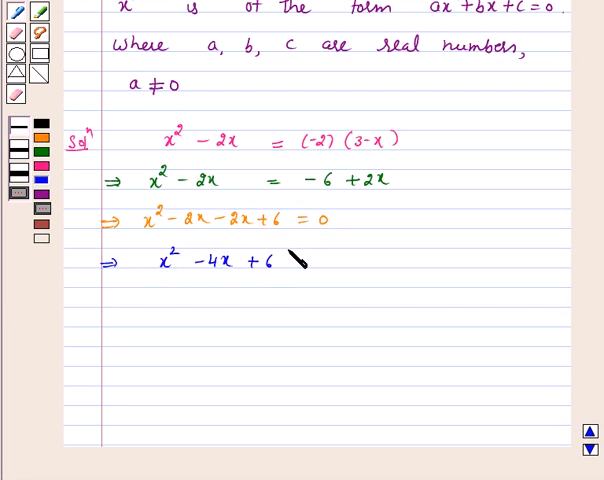 x is of the form ax²+bx+c=0.
where a, b, c are real numbers,
a ≠ 0
Solⁿ x² - 2x = (-2) (3-x)
⇒ x² - 2x = -6 + 2x
⇒ x² - 2x - 2x + 6 = 0
⇒ x² - 4x + 6